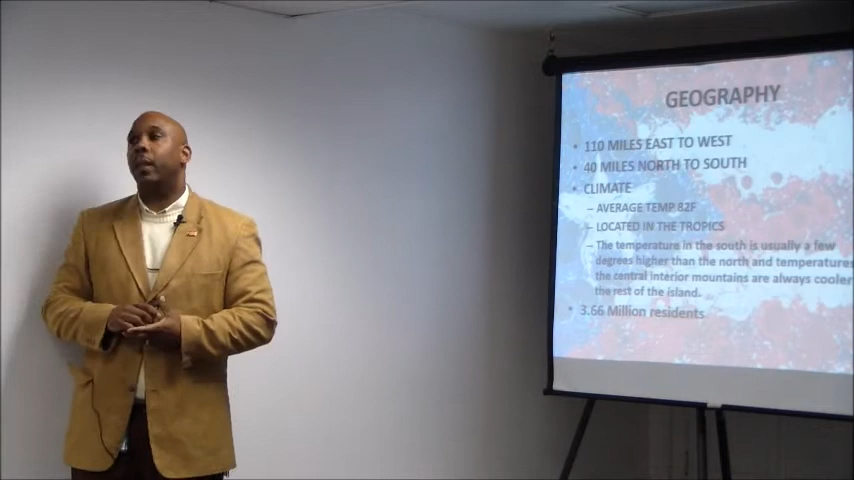 GEOGRAPHY
• 110 MILES EAST TO WEST
• 40 MILES NORTH TO SOUTH
• CLIMATE
– AVERAGE TEMP 82F
– LOCATED IN THE TROPICS
– The temperature in the south is usually a few
degrees higher than the north and temperatures in
the central interior mountains are always cooler than
the rest of the island.
• 3.66 Million residents